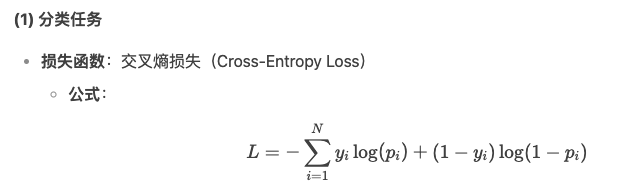 (1) 分类任务
• 损失函数：交叉熵损失（Cross-Entropy Loss）
◦ 公式：
L = − ∑_{i=1}^{N} y_i log(p_i) + (1 − y_i) log(1 − p_i)